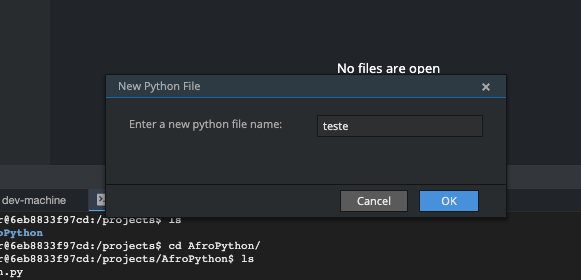 No files are open
New Python File
Enter a new python file name:
teste
Cancel
OK
dev-machine
r@6eb8833f97cd:/projects$ ls
oPython
r@6eb8833f97cd:/projects$ cd AfroPython/
r@6eb8833f97cd:/projects/AfroPython$ ls
n.py